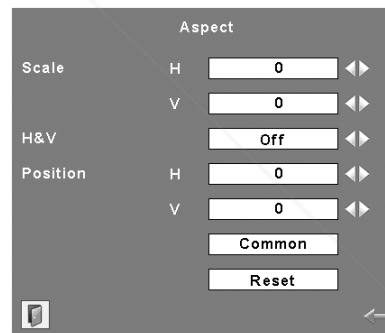 Aspect
Scale H 0
V 0
H&V Off
Position H 0
V 0
Common
Reset